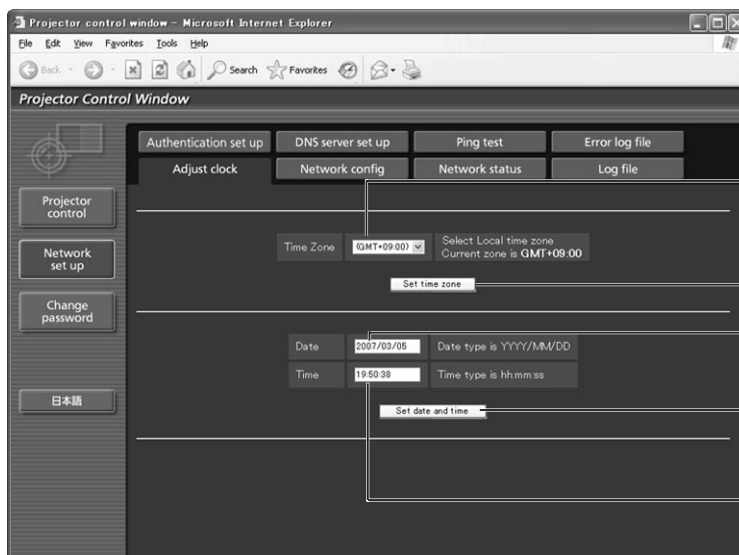 Projector control window - Microsoft Internet Explorer
File Edit View Favorites Tools Help
Back Search Favorites
Projector Control Window
Authentication set up DNS server set up Ping test Error log file
Adjust clock Network config Network status Log file
Projector
control
Network
set up
Change
password
日本語
Time Zone (GMT+09:00) Select Local time zone
Current zone is GMT+09:00
Set time zone
Date 2007/03/05 Date type is YYYY/MM/DD
Time 19:50:38 Time type is hh:mm:ss
Set date and time